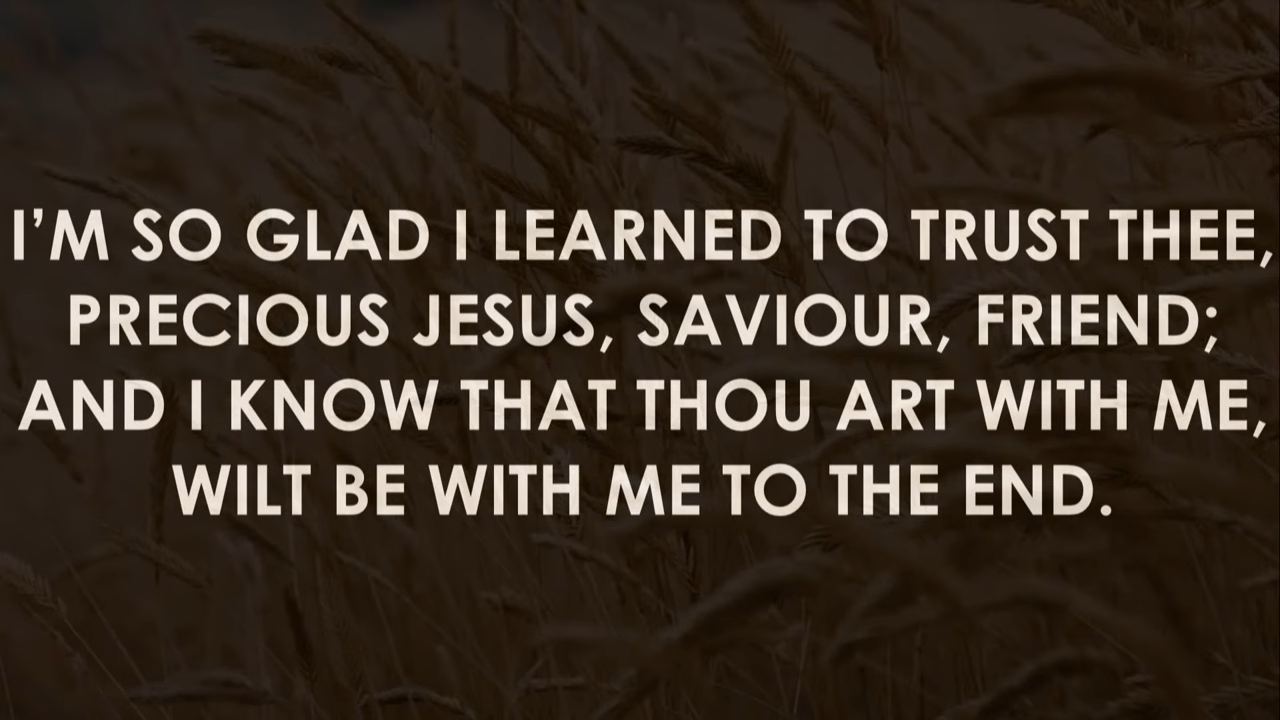 I'M SO GLAD I LEARNED TO TRUST THEE,
PRECIOUS JESUS, SAVIOUR, FRIEND;
AND I KNOW THAT THOU ART WITH ME,
WILT BE WITH ME TO THE END.